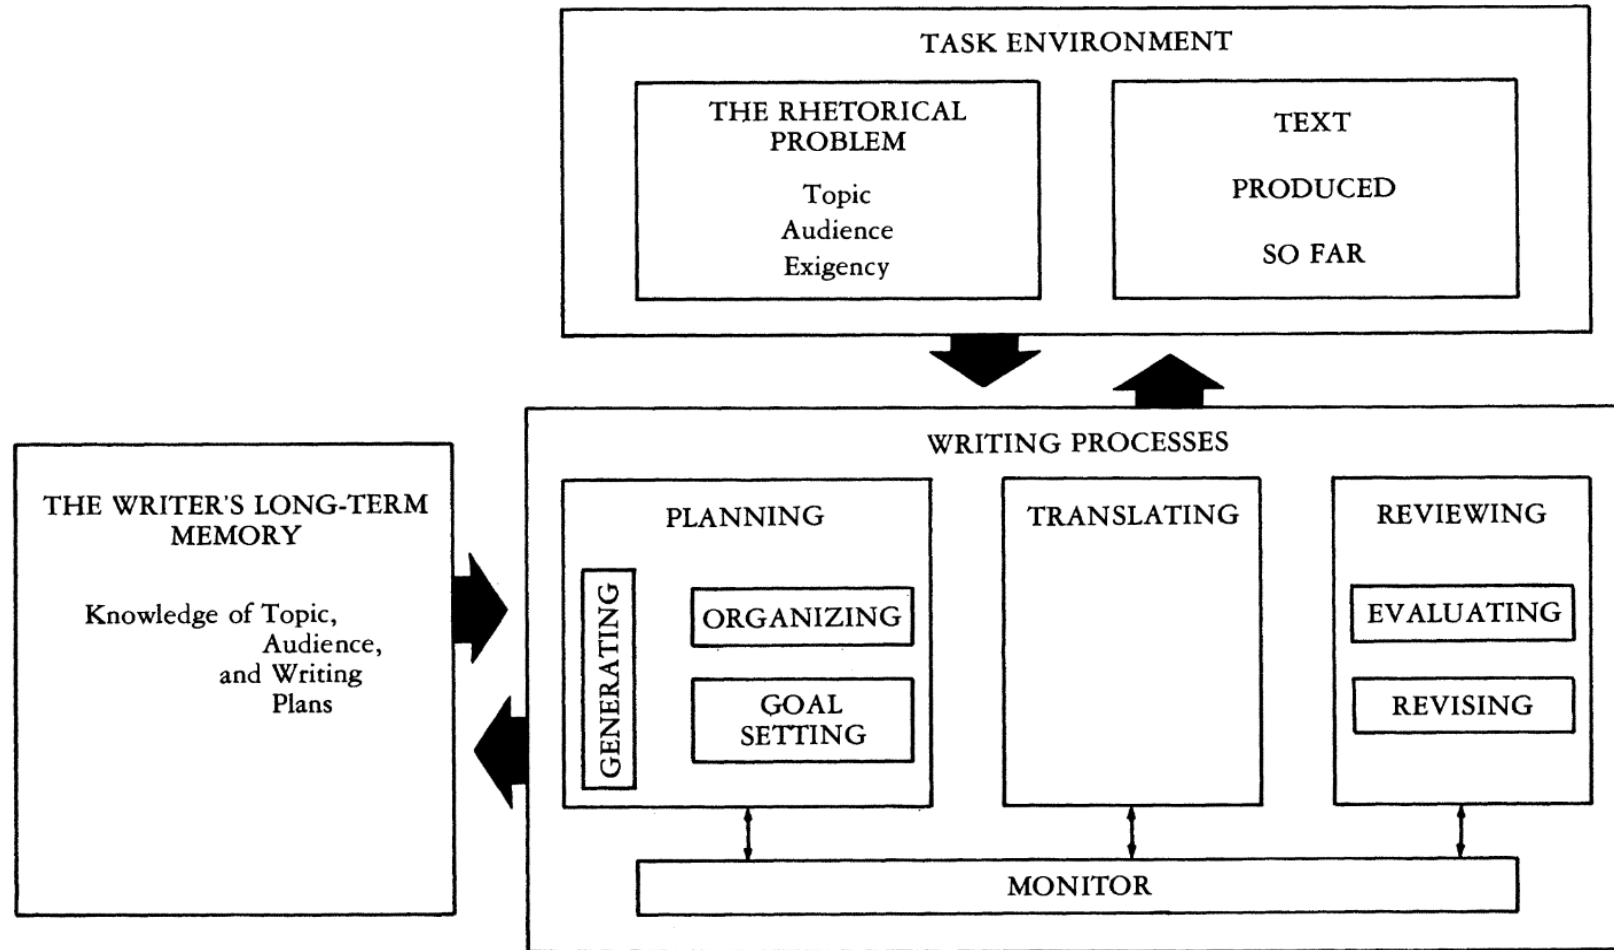 TASK ENVIRONMENT
THE RHETORICAL
PROBLEM
Topic
Audience
Exigency
TEXT
PRODUCED
SO FAR
THE WRITER'S LONG-TERM
MEMORY
Knowledge of Topic,
Audience,
and Writing
Plans
WRITING PROCESSES
PLANNING
GENERATING
ORGANIZING
GOAL
SETTING
TRANSLATING
REVIEWING
EVALUATING
REVISING
MONITOR